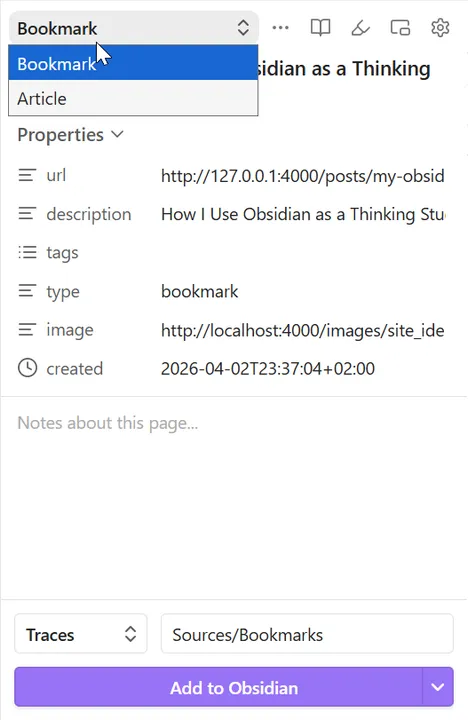 Bookmark
Bookmark
sidian as a Thinking
Article
Properties
url http://127.0.0.1:4000/posts/my-obsid
description How I Use Obsidian as a Thinking Stu
tags
type bookmark
image http://localhost:4000/images/site_ide
created 2026-04-02T23:37:04+02:00
Notes about this page...
Traces Sources/Bookmarks
Add to Obsidian